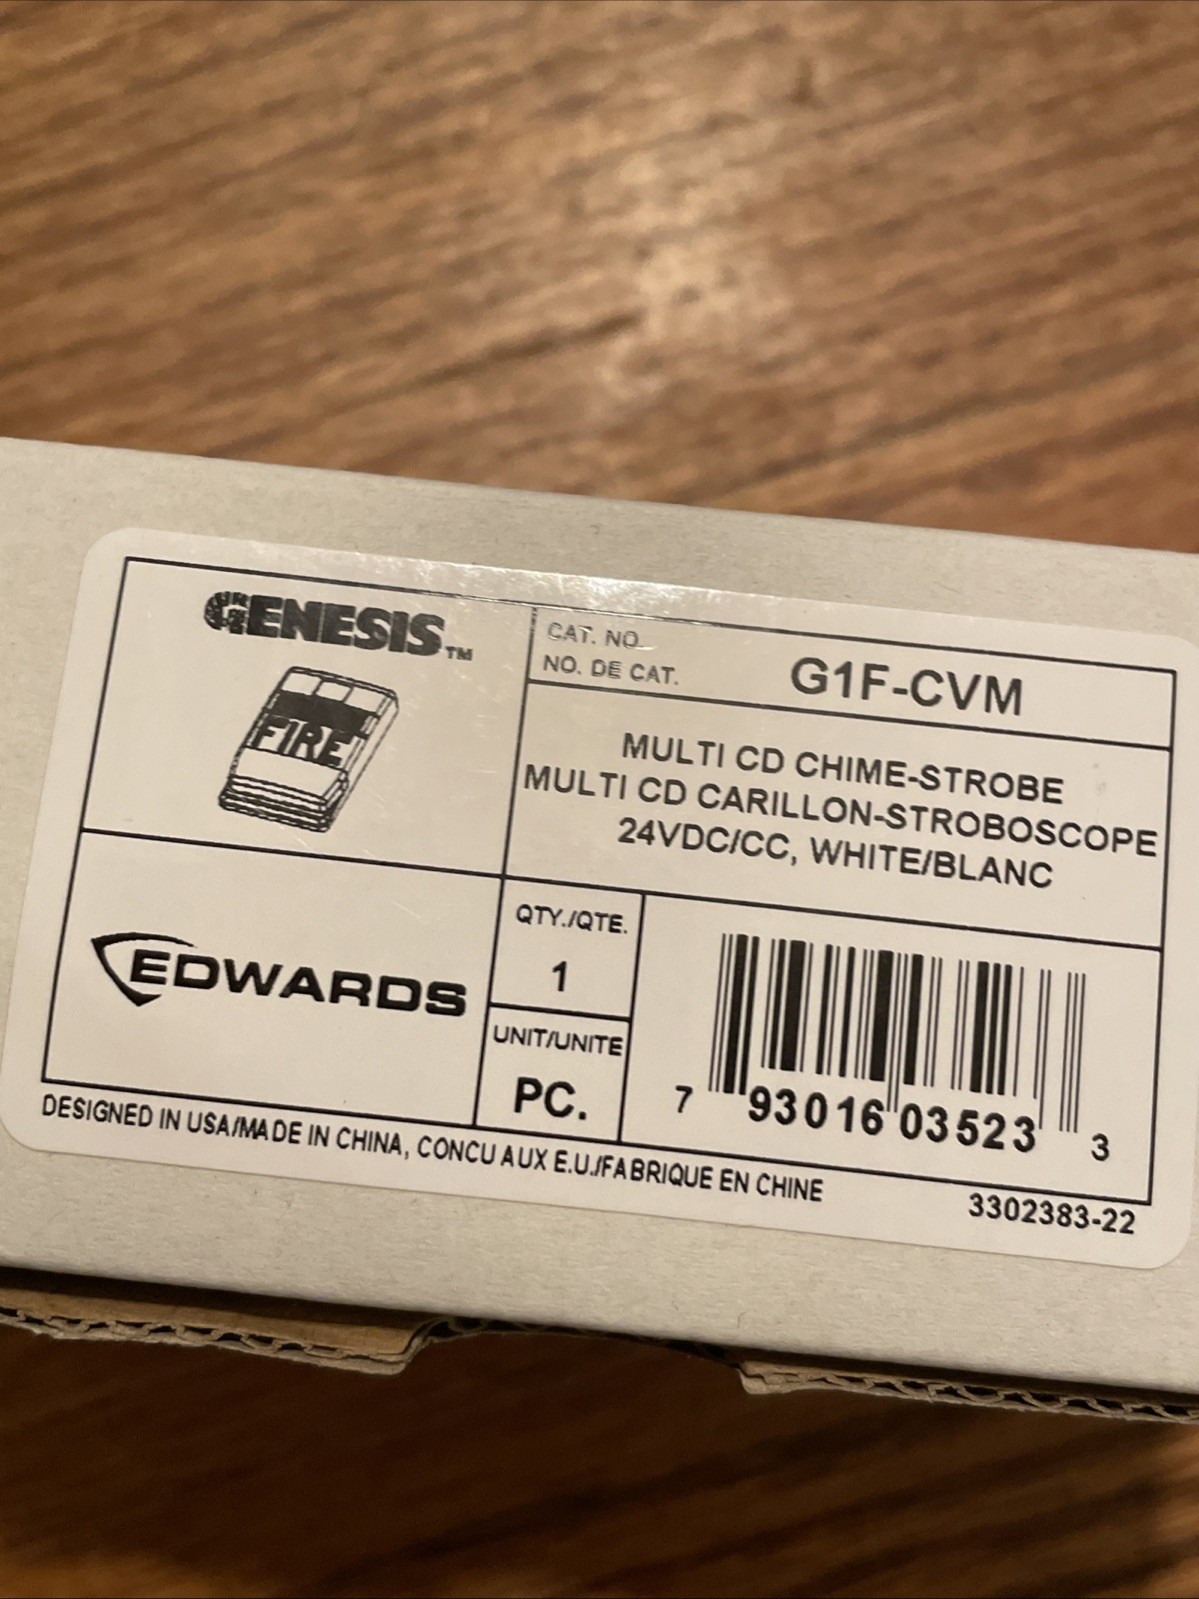 GENESIS™
FIRE
CAT. NO.
NO. DE CAT.
G1F-CVM
MULTI CD CHIME-STROBE
MULTI CD CARILLON-STROBOSCOPE
24VDC/CC, WHITE/BLANC
EDWARDS
QTY./QTE.
1
UNIT/UNITE
PC.
7 93016 03523 3
DESIGNED IN USA/MADE IN CHINA, CONCU AUX E.U./FABRIQUE EN CHINE
3302383-22